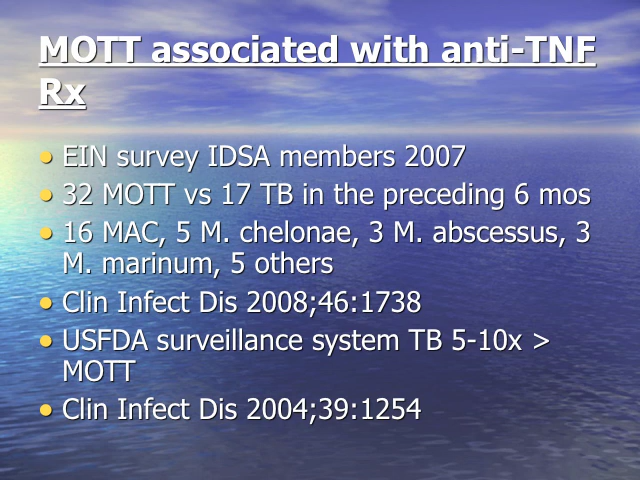 MOTT associated with anti-TNF
Rx
• EIN survey IDSA members 2007
• 32 MOTT vs 17 TB in the preceding 6 mos
• 16 MAC, 5 M. chelonae, 3 M. abscessus, 3
M. marinum, 5 others
• Clin Infect Dis 2008;46:1738
• USFDA surveillance system TB 5-10x >
MOTT
• Clin Infect Dis 2004;39:1254